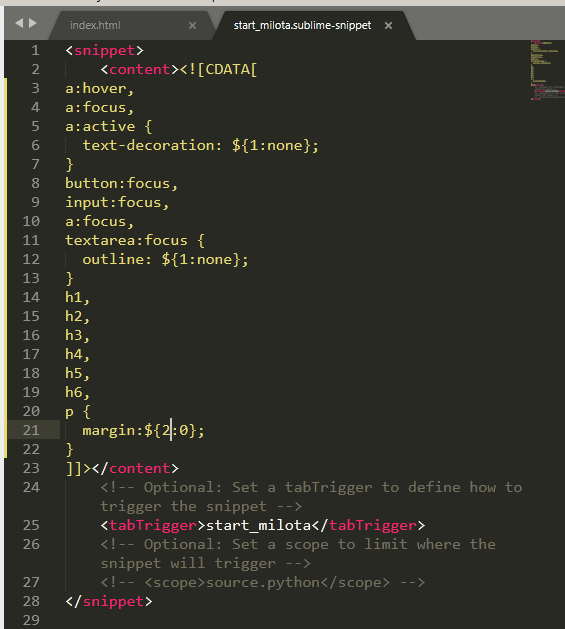 index.html × start_milota.sublime-snippet ×
1 <snippet>
2 <content><![CDATA[
3 a:hover,
4 a:focus,
5 a:active {
6 text-decoration: ${1:none};
7 }
8 button:focus,
9 input:focus,
10 a:focus,
11 textarea:focus {
12 outline: ${1:none};
13 }
14 h1,
15 h2,
16 h3,
17 h4,
18 h5,
19 h6,
20 p {
21 margin:${2:0};
22 }
23 ]]></content>
24 <!-- Optional: Set a tabTrigger to define how to
trigger the snippet -->
25 <tabTrigger>start_milota</tabTrigger>
26 <!-- Optional: Set a scope to limit where the
snippet will trigger -->
27 <!-- <scope>source.python</scope> -->
28 </snippet>
29